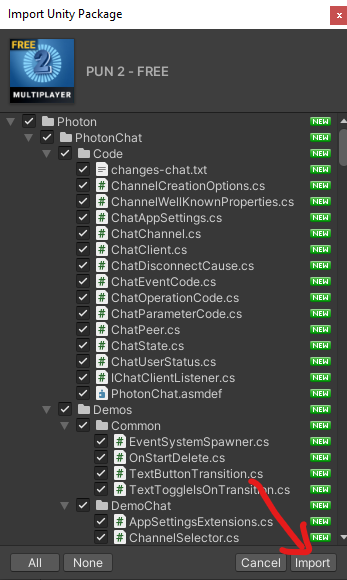 Import Unity Package x
FREE
2
MULTIPLAYER
PUN 2 - FREE
Photon NEW
PhotonChat NEW
Code NEW
changes-chat.txt NEW
ChannelCreationOptions.cs NEW
ChannelWellKnownProperties.cs NEW
ChatAppSettings.cs NEW
ChatChannel.cs NEW
ChatClient.cs NEW
ChatDisconnectCause.cs NEW
ChatEventCode.cs NEW
ChatOperationCode.cs NEW
ChatParameterCode.cs NEW
ChatPeer.cs NEW
ChatState.cs NEW
ChatUserStatus.cs NEW
IChatClientListener.cs NEW
PhotonChat.asmdef NEW
Demos NEW
Common NEW
EventSystemSpawner.cs NEW
OnStartDelete.cs NEW
TextButtonTransition.cs NEW
TextToggleIsOnTransition.cs NEW
DemoChat NEW
AppSettingsExtensions.cs NEW
ChannelSelector.cs NEW
All None Cancel Import